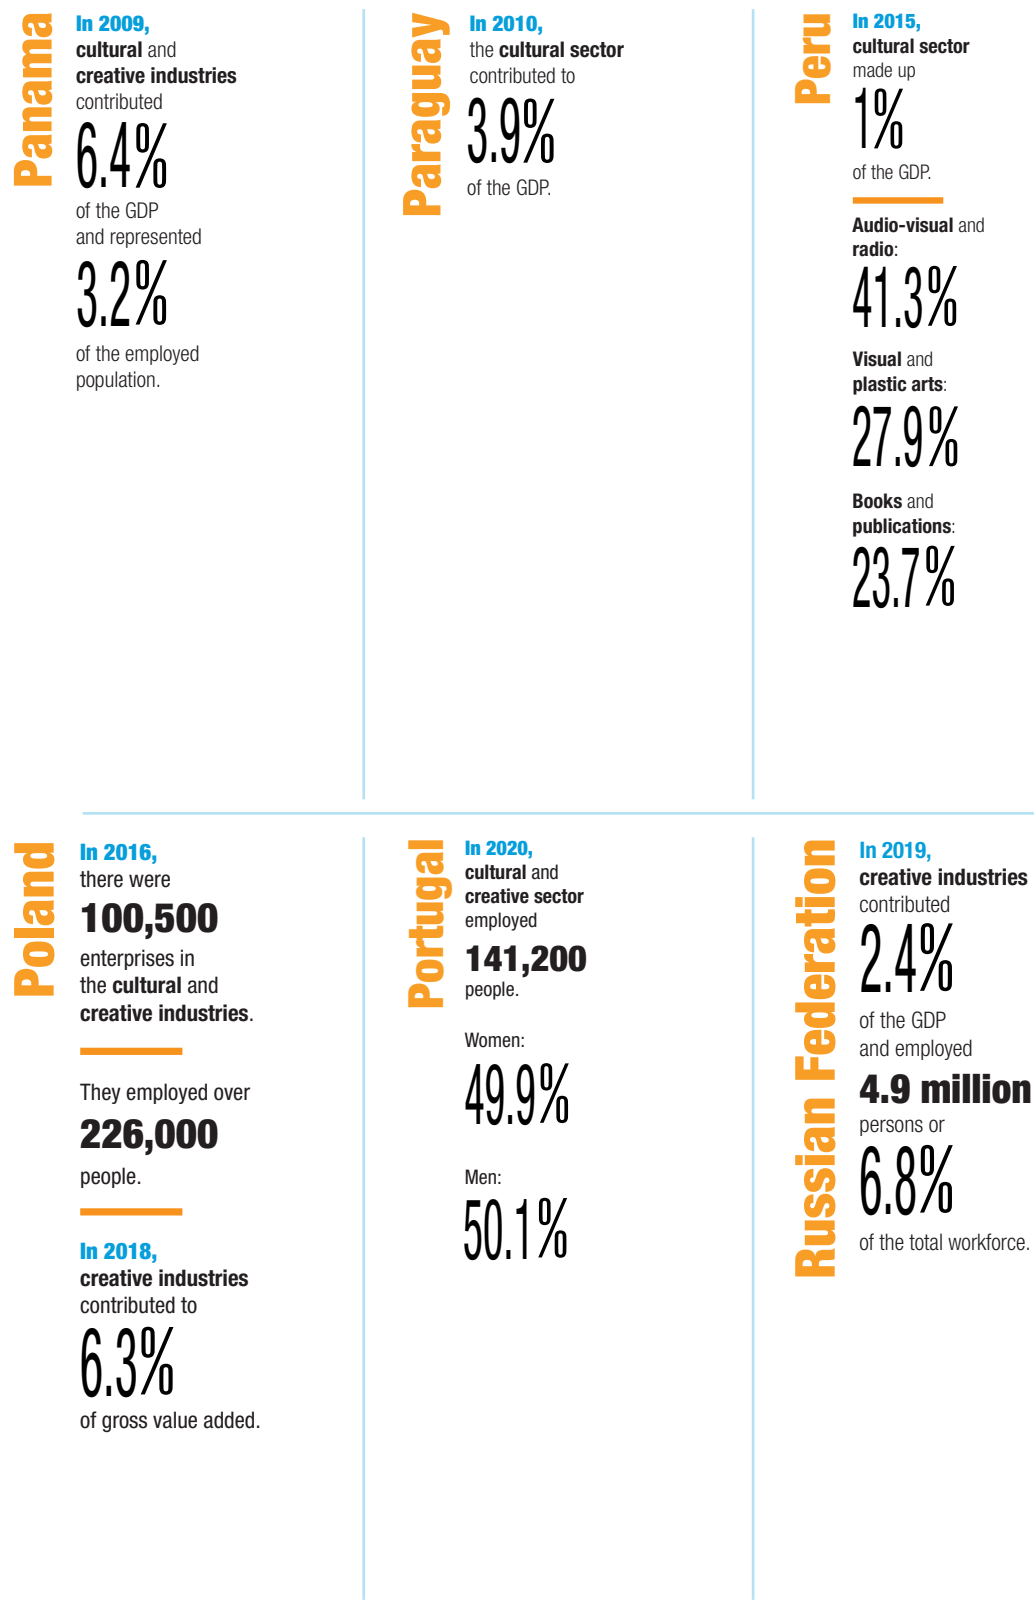 Panama
In 2009,
cultural and
creative industries
contributed
6.4%
of the GDP
and represented
3.2%
of the employed
population.
Paraguay
In 2010,
the cultural sector
contributed to
3.9%
of the GDP.
Peru
In 2015,
cultural sector
made up
1%
of the GDP.
Audio-visual and
radio:
41.3%
Visual and
plastic arts:
27.9%
Books and
publications:
23.7%
Poland
In 2016,
there were
100,500
enterprises in
the cultural and
creative industries.
They employed over
226,000
people.
In 2018,
creative industries
contributed to
6.3%
of gross value added.
Portugal
In 2020,
cultural and
creative sector
employed
141,200
people.
Women:
49.9%
Men:
50.1%
Russian Federation
In 2019,
creative industries
contributed
2.4%
of the GDP
and employed
4.9 million
persons or
6.8%
of the total workforce.